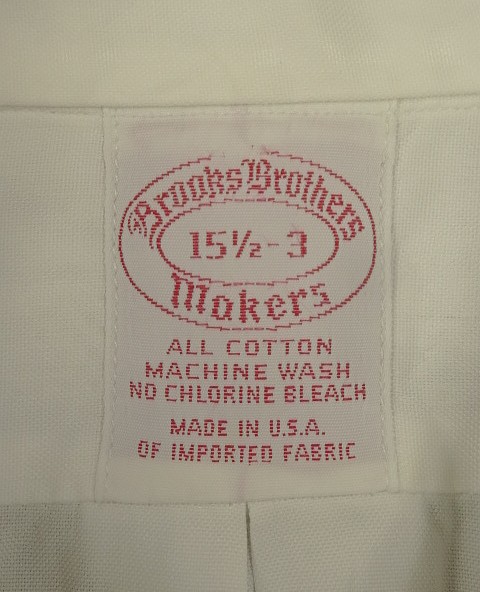 Brooks Brothers
15½-3
Makers
ALL COTTON
MACHINE WASH
NO CHLORINE BLEACH
MADE IN U.S.A.
OF IMPORTED FABRIC